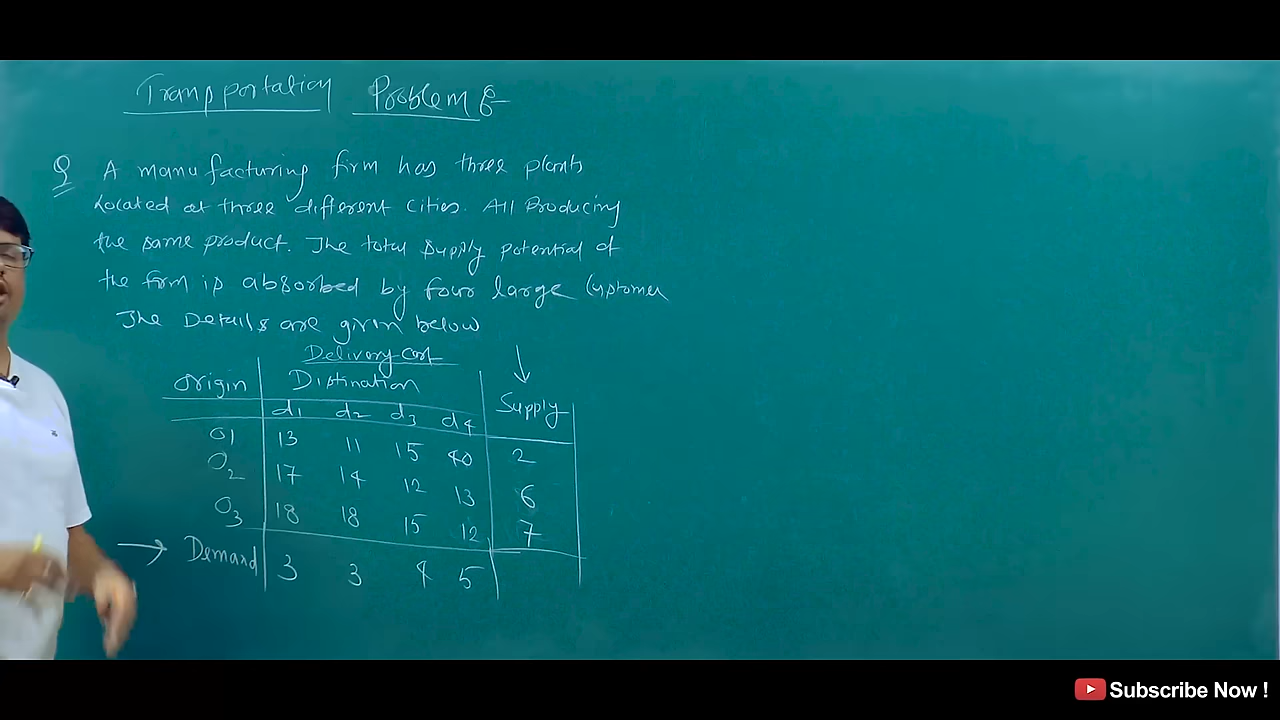 Transportation Problem :-
Q A manufacturing firm has three plants
Located at three different Cities. All Producing
the same product. The total Supply potential of
the firm is absorbed by four large Customer
The Details are given below
Delivery Cost
Origin Distination Supply
d1 d2 d3 d4
O1 13 11 15 40 2
O2 17 14 12 13 6
O3 18 18 15 12 7
Demand 3 3 4 5
Subscribe Now !